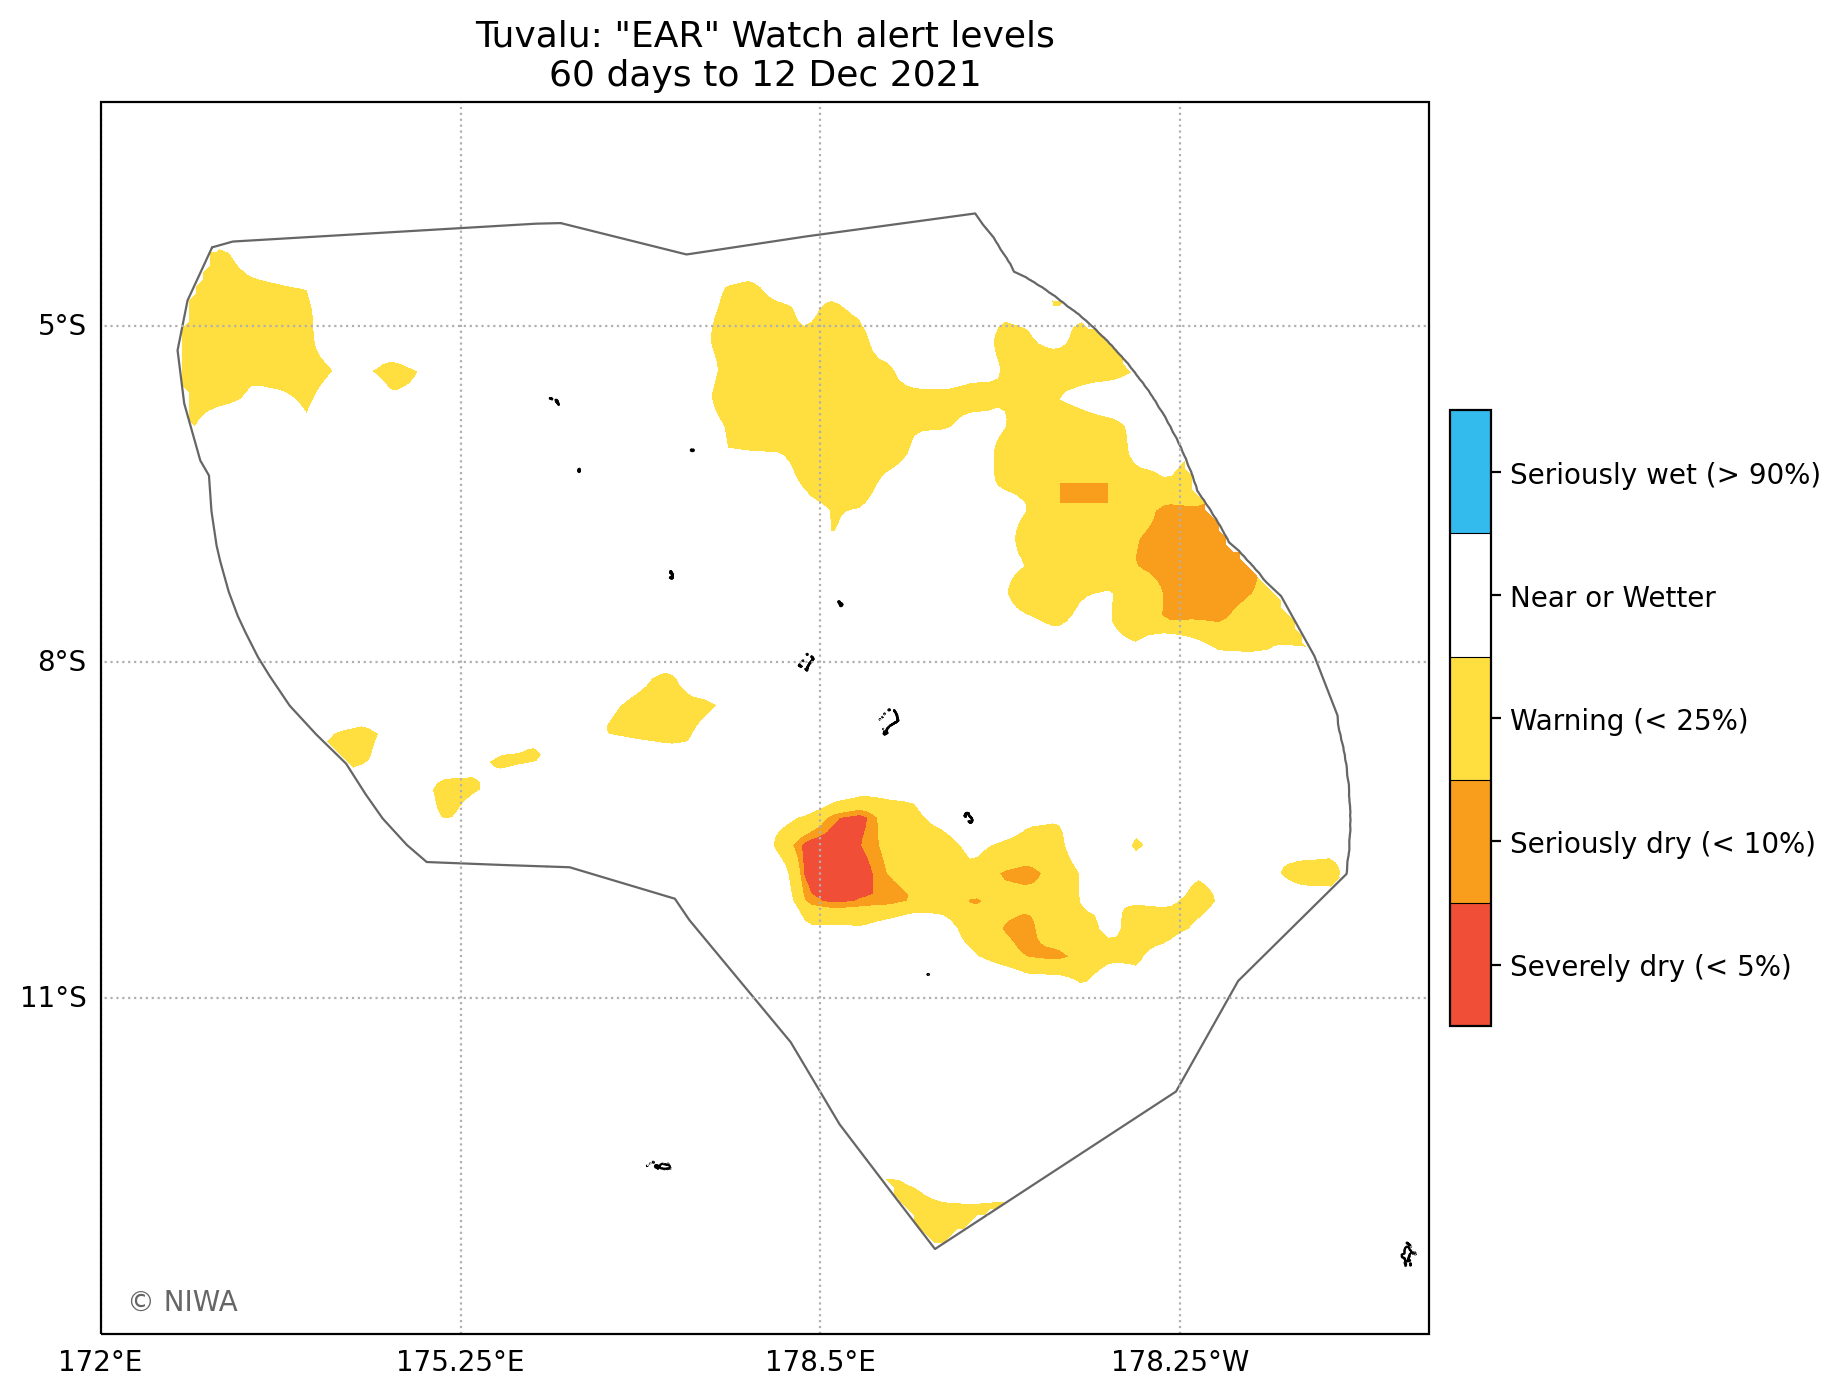 Tuvalu: "EAR" Watch alert levels
60 days to 12 Dec 2021
5°S
8°S
11°S
172°E
175.25°E
178.5°E
178.25°W
Seriously wet (> 90%)
Near or Wetter
Warning (< 25%)
Seriously dry (< 10%)
Severely dry (< 5%)
© NIWA